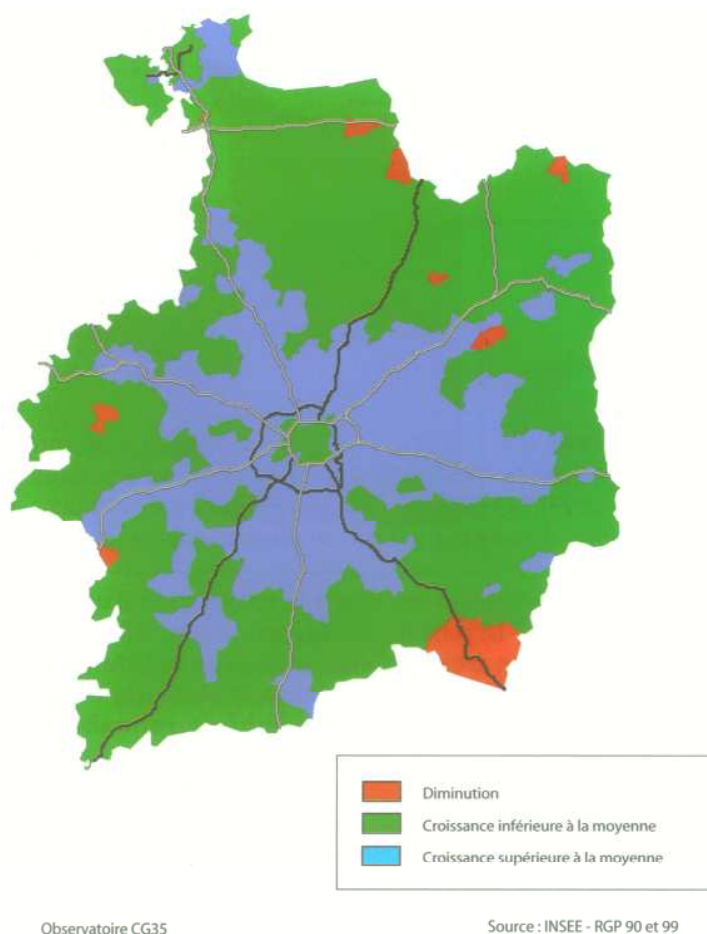 Diminution
Croissance inférieure à la moyenne
Croissance supérieure à la moyenne
Observatoire CG35
Source : INSEE - RGP 90 et 99